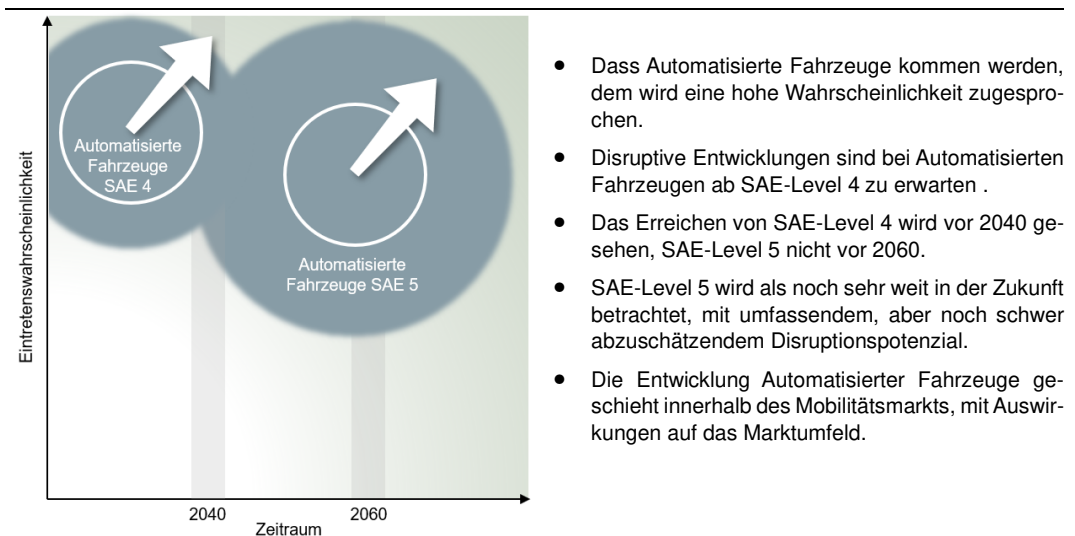 Eintretenswahrscheinlichkeit
Automatisierte
Fahrzeuge
SAE 4
Automatisierte
Fahrzeuge SAE 5
2040
2060
Zeitraum
• Dass Automatisierte Fahrzeuge kommen werden,
dem wird eine hohe Wahrscheinlichkeit zugespro-
chen.
• Disruptive Entwicklungen sind bei Automatisierten
Fahrzeugen ab SAE-Level 4 zu erwarten .
• Das Erreichen von SAE-Level 4 wird vor 2040 ge-
sehen, SAE-Level 5 nicht vor 2060.
• SAE-Level 5 wird als noch sehr weit in der Zukunft
betrachtet, mit umfassendem, aber noch schwer
abzuschätzendem Disruptionspotenzial.
• Die Entwicklung Automatisierter Fahrzeuge ge-
schieht innerhalb des Mobilitätsmarkts, mit Auswir-
kungen auf das Marktumfeld.